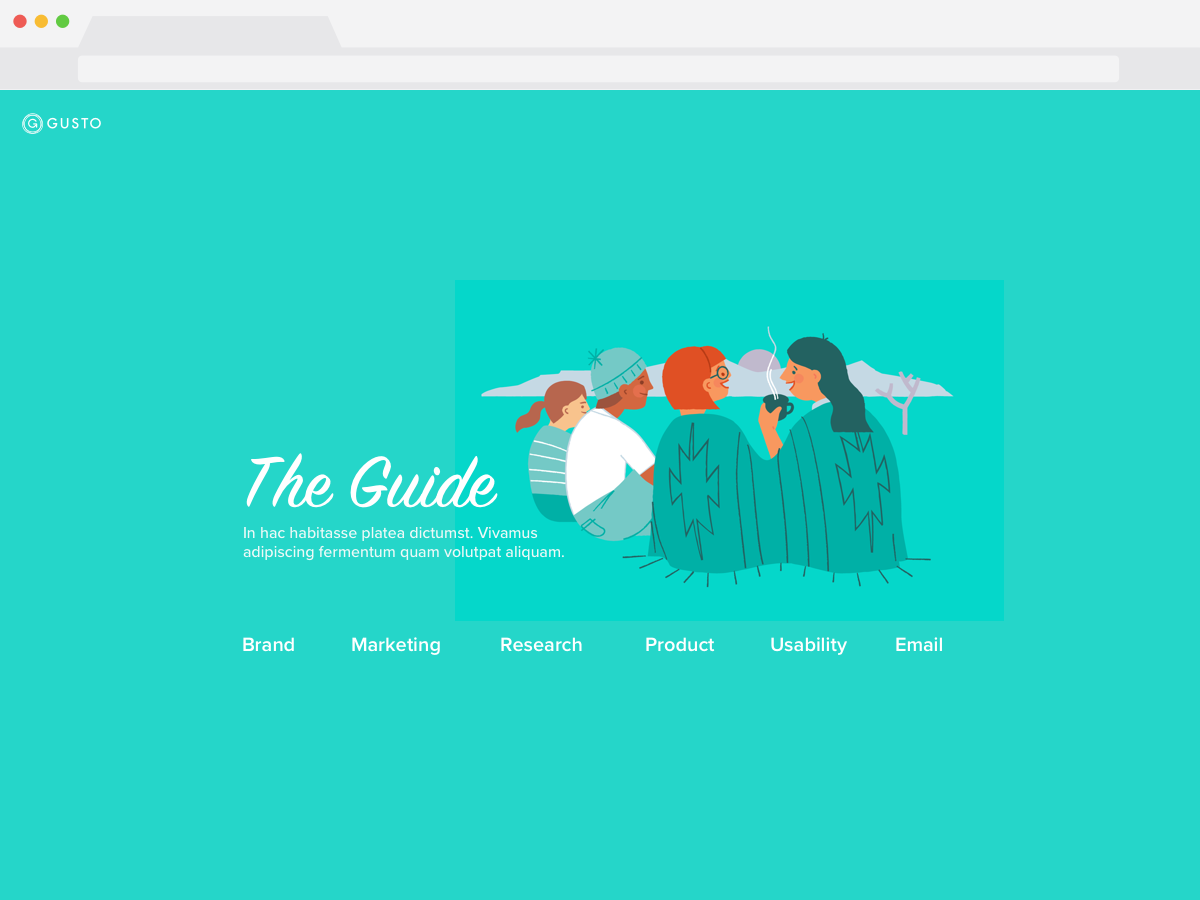 G GUSTO
The Guide
In hac habitasse platea dictumst. Vivamus
adipiscing fermentum quam volutpat aliquam.
Brand Marketing Research Product Usability Email